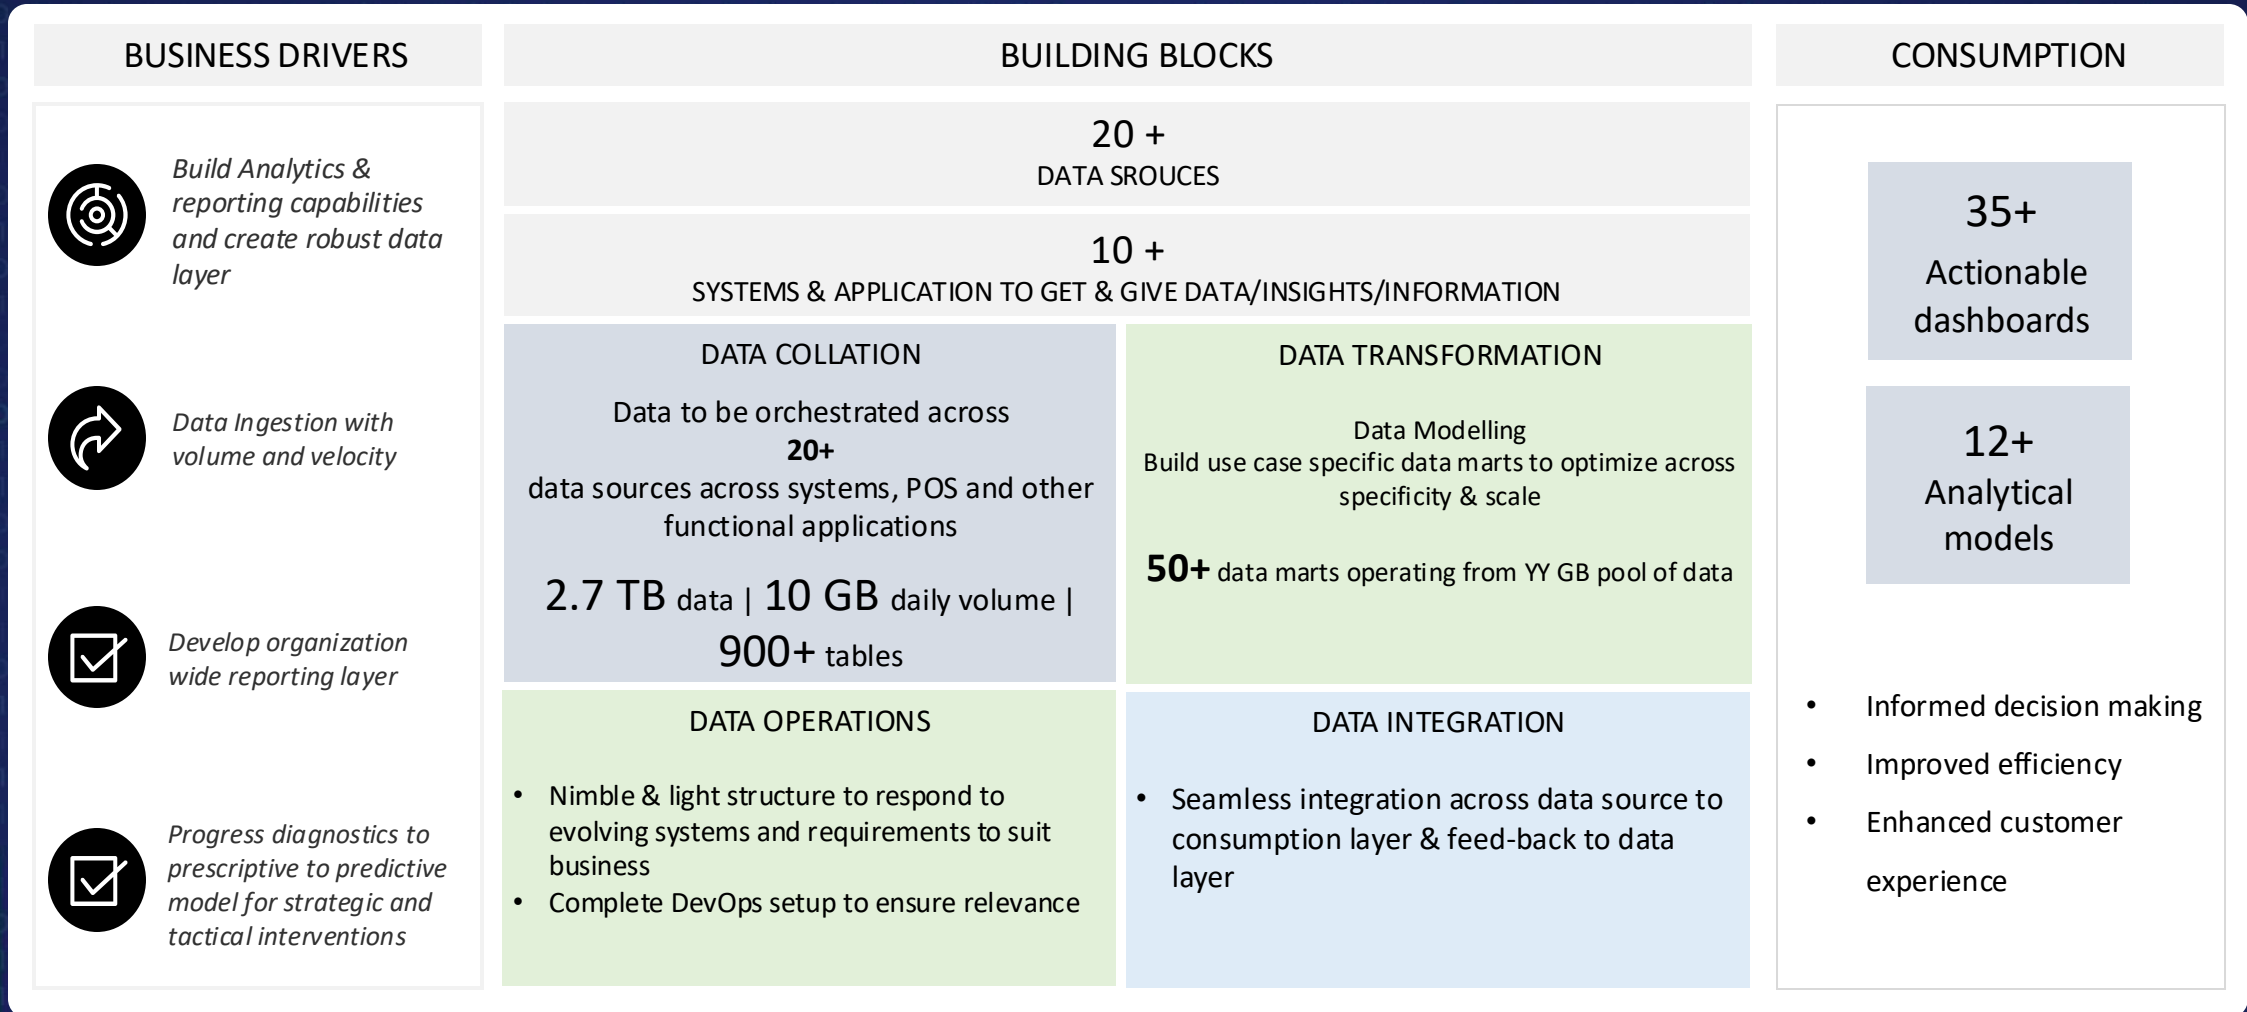 BUSINESS DRIVERS
Build Analytics &
reporting capabilities
and create robust data
layer
Data Ingestion with
volume and velocity
Develop organization
wide reporting layer
Progress diagnostics to
prescriptive to predictive
model for strategic and
tactical interventions
BUILDING BLOCKS
20 +
DATA SROUCES
10 +
SYSTEMS & APPLICATION TO GET & GIVE DATA/INSIGHTS/INFORMATION
DATA COLLATION
Data to be orchestrated across
20+
data sources across systems, POS and other
functional applications
2.7 TB data | 10 GB daily volume |
900+ tables
DATA TRANSFORMATION
Data Modelling
Build use case specific data marts to optimize across
specificity & scale
50+ data marts operating from YY GB pool of data
DATA OPERATIONS
• Nimble & light structure to respond to
evolving systems and requirements to suit
business
• Complete DevOps setup to ensure relevance
DATA INTEGRATION
• Seamless integration across data source to
consumption layer & feed-back to data
layer
CONSUMPTION
35+
Actionable
dashboards
12+
Analytical
models
• Informed decision making
• Improved efficiency
• Enhanced customer
experience